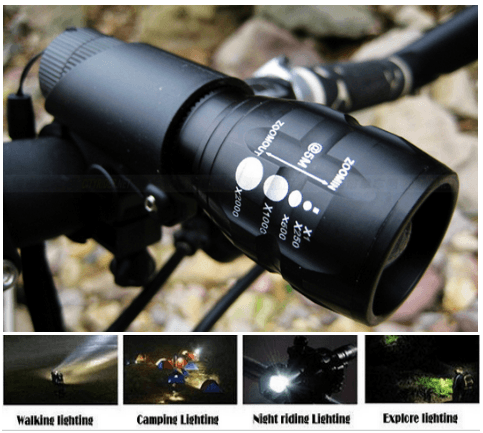 ZOOMOUT
@5M
ZOOMIN
X2000
X1000
X600
X250
X1
Walking lighting
Camping Lighting
Night riding Lighting
Explore lighting